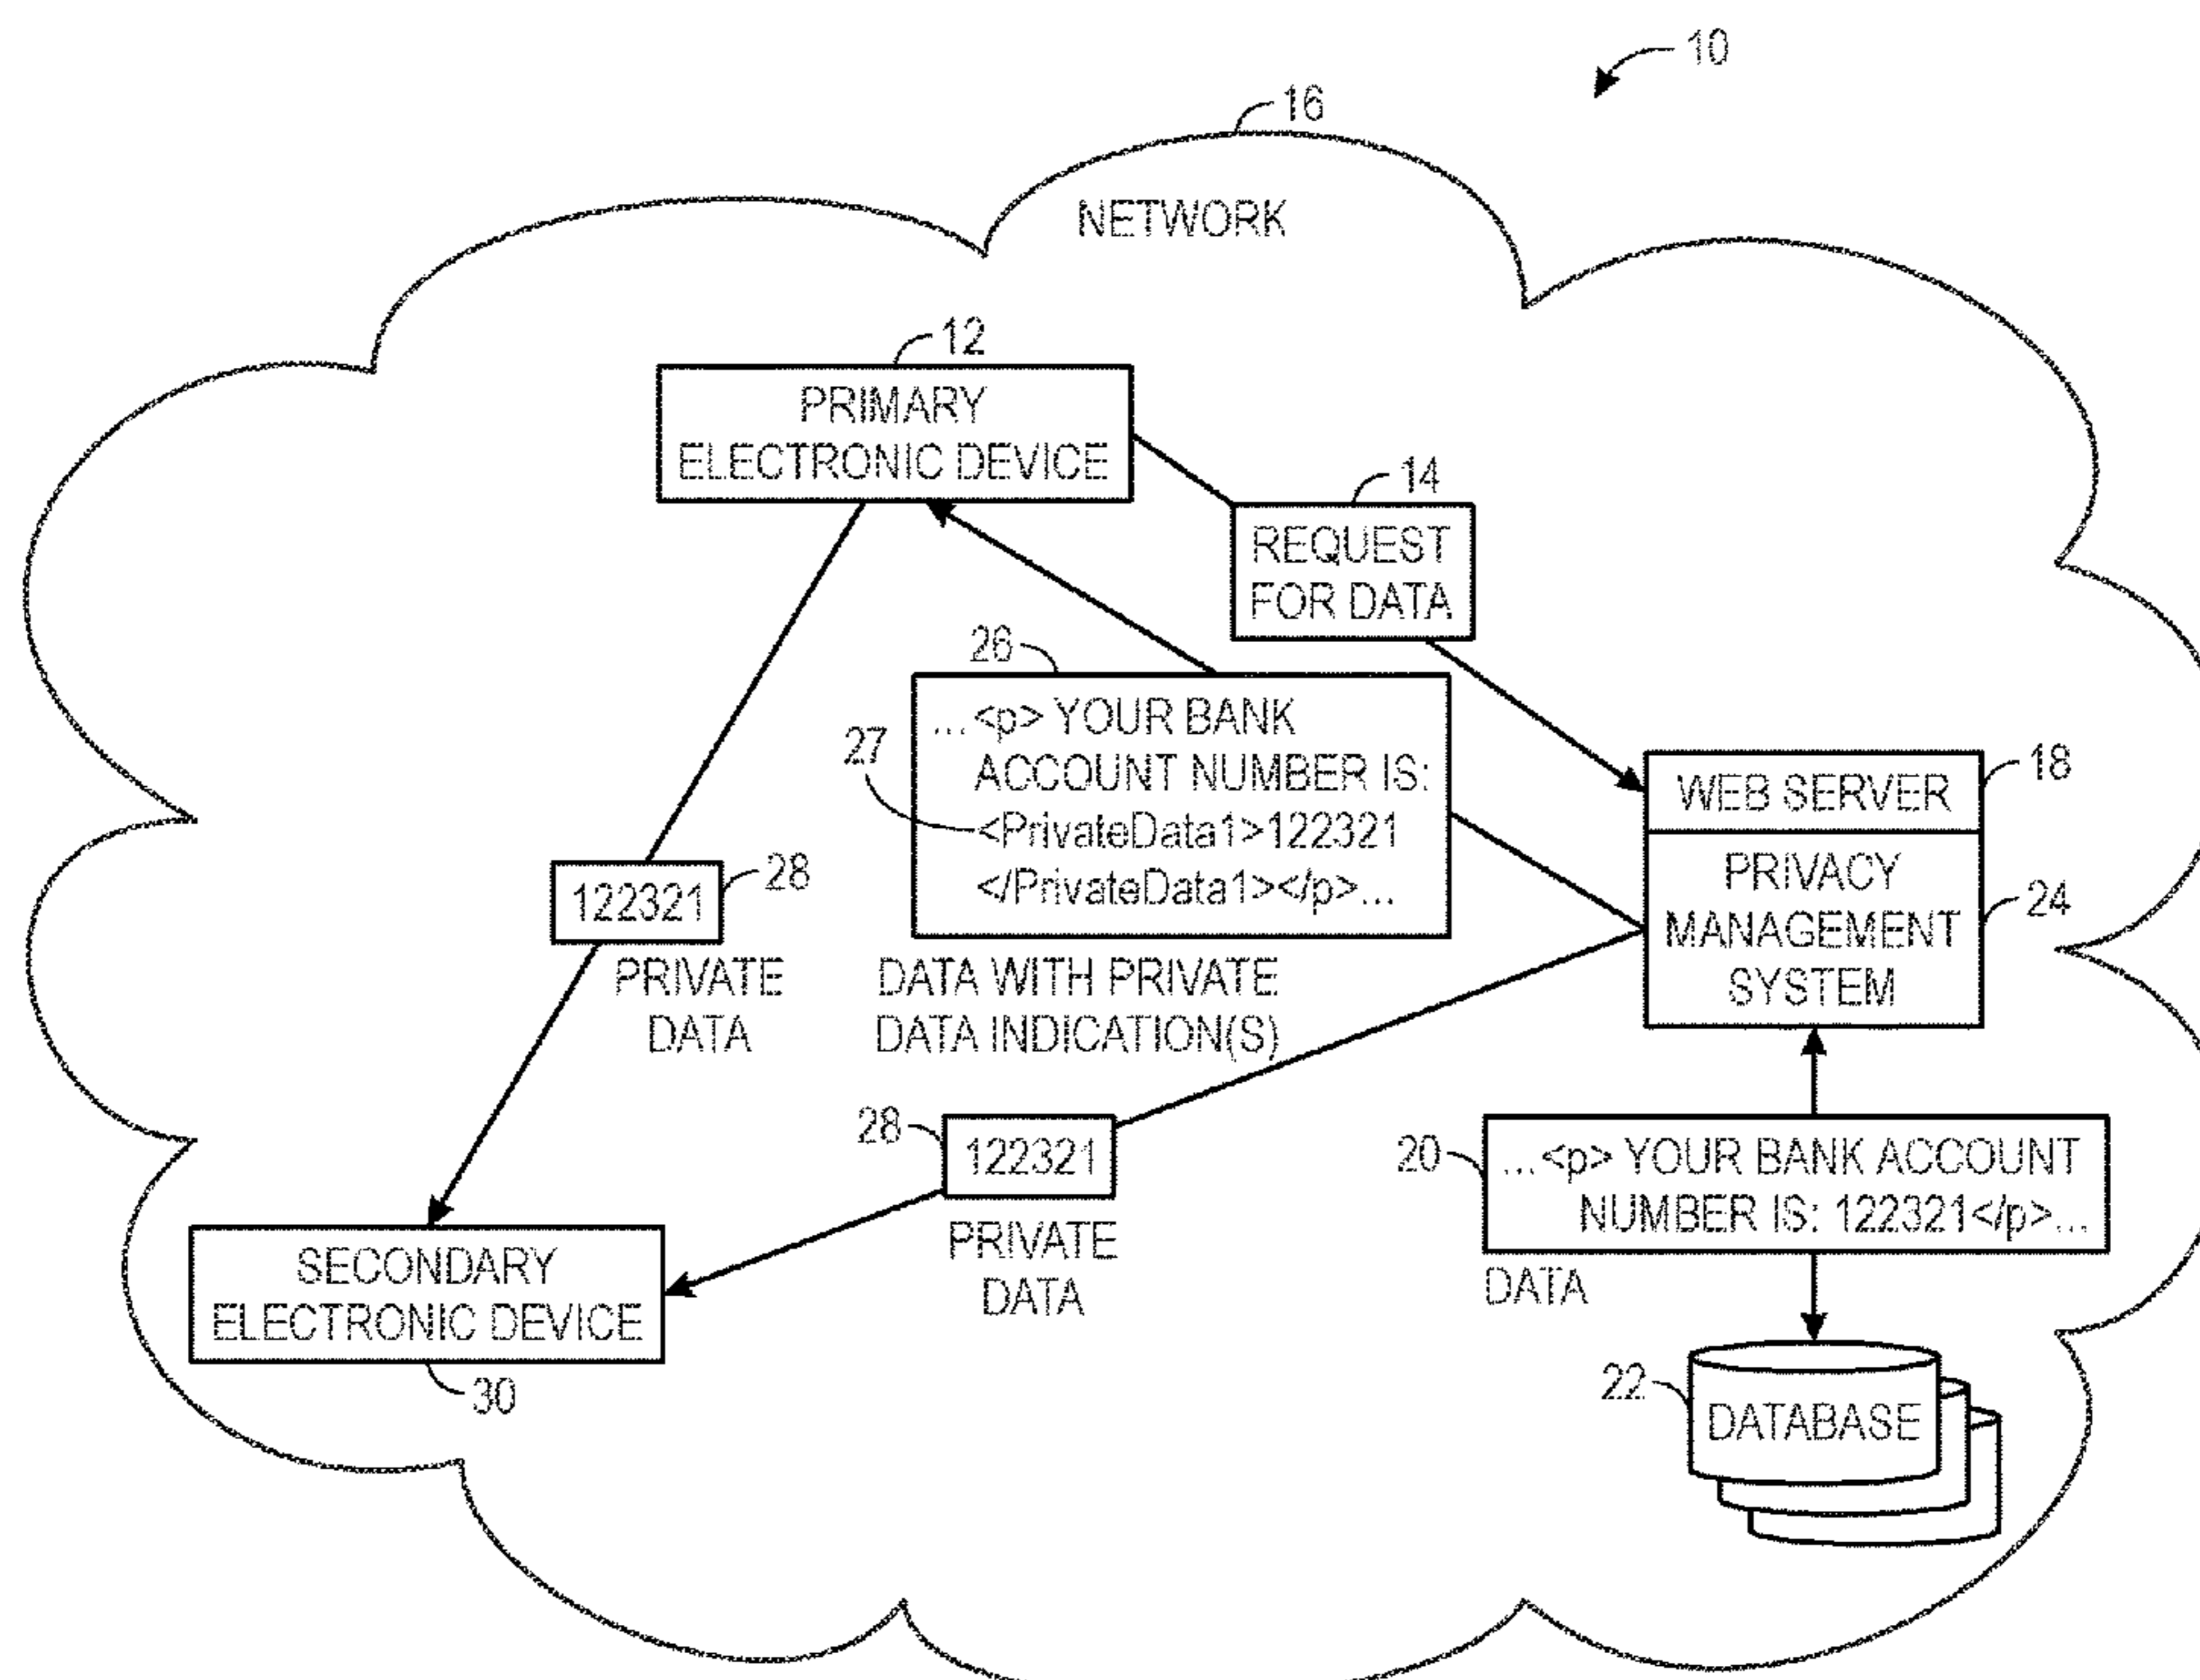 10
16
NETWORK
12
PRIMARY
ELECTRONIC DEVICE
14
REQUEST
FOR DATA
26
...<p> YOUR BANK
ACCOUNT NUMBER IS:
<PrivateData1>122321
</PrivateData1></p>...
27
DATA WITH PRIVATE
DATA INDICATION(S)
WEB SERVER
18
PRIVACY
MANAGEMENT
SYSTEM
24
122321
28
PRIVATE
DATA
28
122321
PRIVATE
DATA
20
...<p> YOUR BANK ACCOUNT
NUMBER IS: 122321</p>...
DATA
SECONDARY
ELECTRONIC DEVICE
30
22
DATABASE